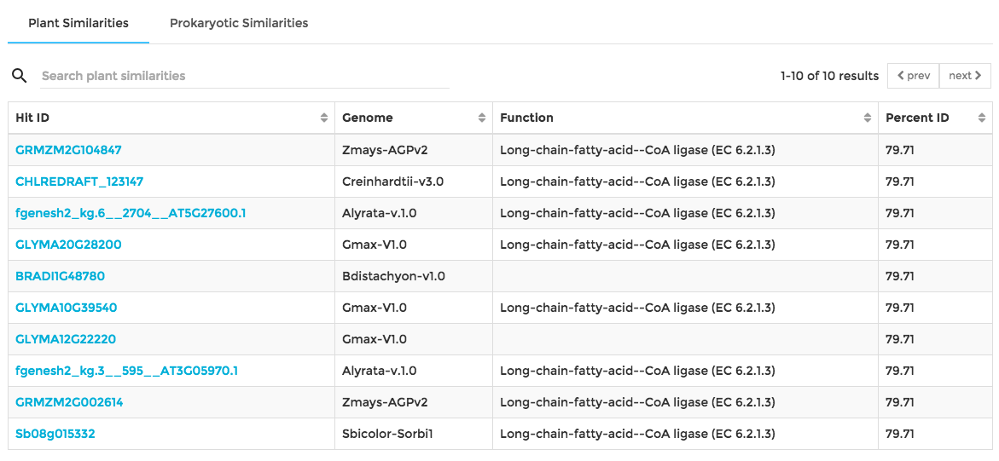 Plant Similarities Prokaryotic Similarities
Search plant similarities 1-10 of 10 results prev next
Hit ID Genome Function Percent ID
GRMZM2G104847 Zmays-AGPv2 Long-chain-fatty-acid--CoA ligase (EC 6.2.1.3) 79.71
CHLREDRAFT_123147 Creinhardtii-v3.0 Long-chain-fatty-acid--CoA ligase (EC 6.2.1.3) 79.71
fgenesh2_kg.6__2704__AT5G27600.1 Alyrata-v.1.0 Long-chain-fatty-acid--CoA ligase (EC 6.2.1.3) 79.71
GLYMA20G28200 Gmax-V1.0 Long-chain-fatty-acid--CoA ligase (EC 6.2.1.3) 79.71
BRADI1G48780 Bdistachyon-v1.0 79.71
GLYMA10G39540 Gmax-V1.0 Long-chain-fatty-acid--CoA ligase (EC 6.2.1.3) 79.71
GLYMA12G22220 Gmax-V1.0 79.71
fgenesh2_kg.3__595__AT3G05970.1 Alyrata-v.1.0 Long-chain-fatty-acid--CoA ligase (EC 6.2.1.3) 79.71
GRMZM2G002614 Zmays-AGPv2 Long-chain-fatty-acid--CoA ligase (EC 6.2.1.3) 79.71
Sb08g015332 Sbicolor-Sorbi1 Long-chain-fatty-acid--CoA ligase (EC 6.2.1.3) 79.71